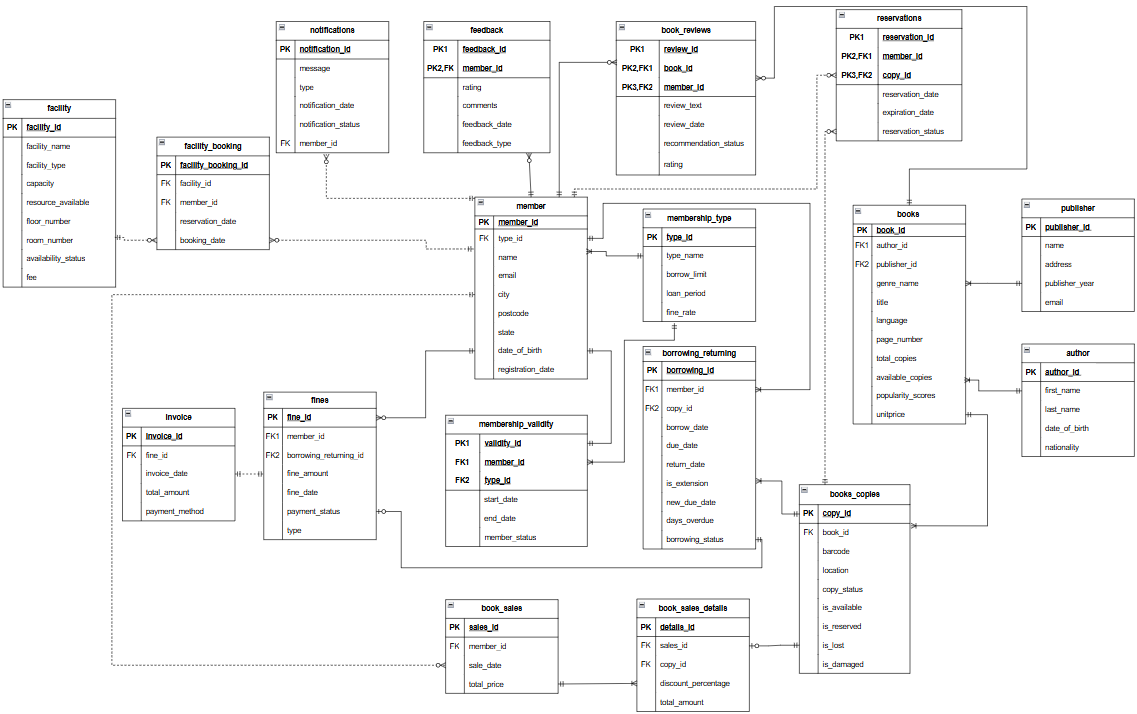 notifications
PK notification_id
message
type
notification_date
notification_status
FK member_id
feedback
PK1 feedback_id
PK2,FK member_id
rating
comments
feedback_date
feedback_type
book_reviews
PK1 review_id
PK2,FK1 book_id
PK3,FK2 member_id
review_text
review_date
recommendation_status
rating
reservations
PK1 reservation_id
PK2,FK1 member_id
PK3,FK2 copy_id
reservation_date
expiration_date
reservation_status
facility
PK facility_id
facility_name
facility_type
capacity
resource_available
floor_number
room_number
availability_status
fee
facility_booking
PK facility_booking_id
FK facility_id
FK member_id
reservation_date
booking_date
member
PK member_id
FK type_id
name
email
city
postcode
state
date_of_birth
registration_date
membership_type
PK type_id
type_name
borrow_limit
loan_period
fine_rate
books
PK book_id
FK1 author_id
FK2 publisher_id
genre_name
title
language
page_number
total_copies
available_copies
popularity_scores
unitprice
publisher
PK publisher_id
name
address
publisher_year
email
author
PK author_id
first_name
last_name
date_of_birth
nationality
borrowing_returning
PK borrowing_id
FK1 member_id
FK2 copy_id
borrow_date
due_date
return_date
is_extension
new_due_date
days_overdue
borrowing_status
fines
PK fine_id
FK1 member_id
FK2 borrowing_returning_id
fine_amount
fine_date
payment_status
type
invoice
PK invoice_id
FK fine_id
invoice_date
total_amount
payment_method
membership_validity
PK1 validity_id
FK1 member_id
FK2 type_id
start_date
end_date
member_status
books_copies
PK copy_id
FK book_id
barcode
location
copy_status
is_available
is_reserved
is_lost
is_damaged
book_sales
PK sales_id
FK member_id
sale_date
total_price
book_sales_details
PK details_id
FK sales_id
FK copy_id
discount_percentage
total_amount